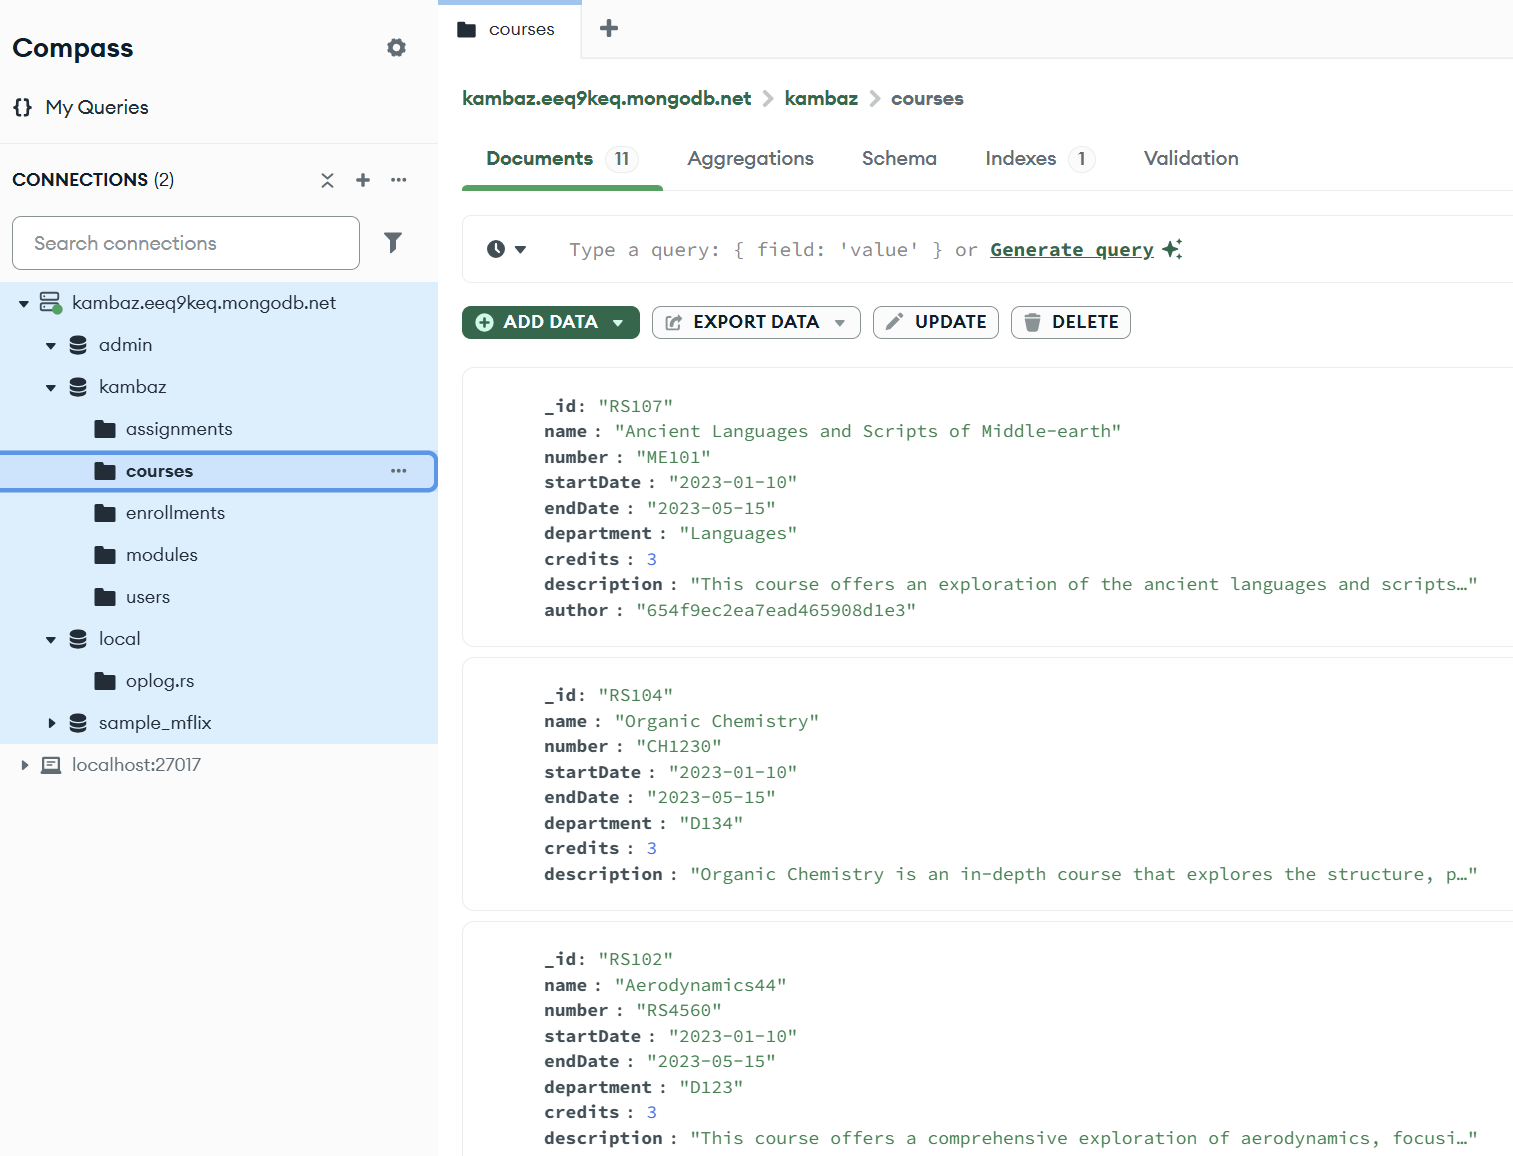 Compass
My Queries
CONNECTIONS (2)
Search connections
kambaz.eeq9keq.mongodb.net
admin
kambaz
assignments
courses
enrollments
modules
users
local
oplog.rs
sample_mflix
localhost:27017
courses
kambaz.eeq9keq.mongodb.net > kambaz > courses
Documents 11 Aggregations Schema Indexes 1 Validation
Type a query: { field: 'value' } or Generate query
ADD DATA EXPORT DATA UPDATE DELETE
_id: "RS107"
name : "Ancient Languages and Scripts of Middle-earth"
number : "ME101"
startDate : "2023-01-10"
endDate : "2023-05-15"
department : "Languages"
credits : 3
description : "This course offers an exploration of the ancient languages and scripts…"
author : "654f9ec2ea7ead465908d1e3"
_id: "RS104"
name : "Organic Chemistry"
number : "CH1230"
startDate : "2023-01-10"
endDate : "2023-05-15"
department : "D134"
credits : 3
description : "Organic Chemistry is an in-depth course that explores the structure, p…"
_id: "RS102"
name : "Aerodynamics44"
number : "RS4560"
startDate : "2023-01-10"
endDate : "2023-05-15"
department : "D123"
credits : 3
description : "This course offers a comprehensive exploration of aerodynamics, focusi…"